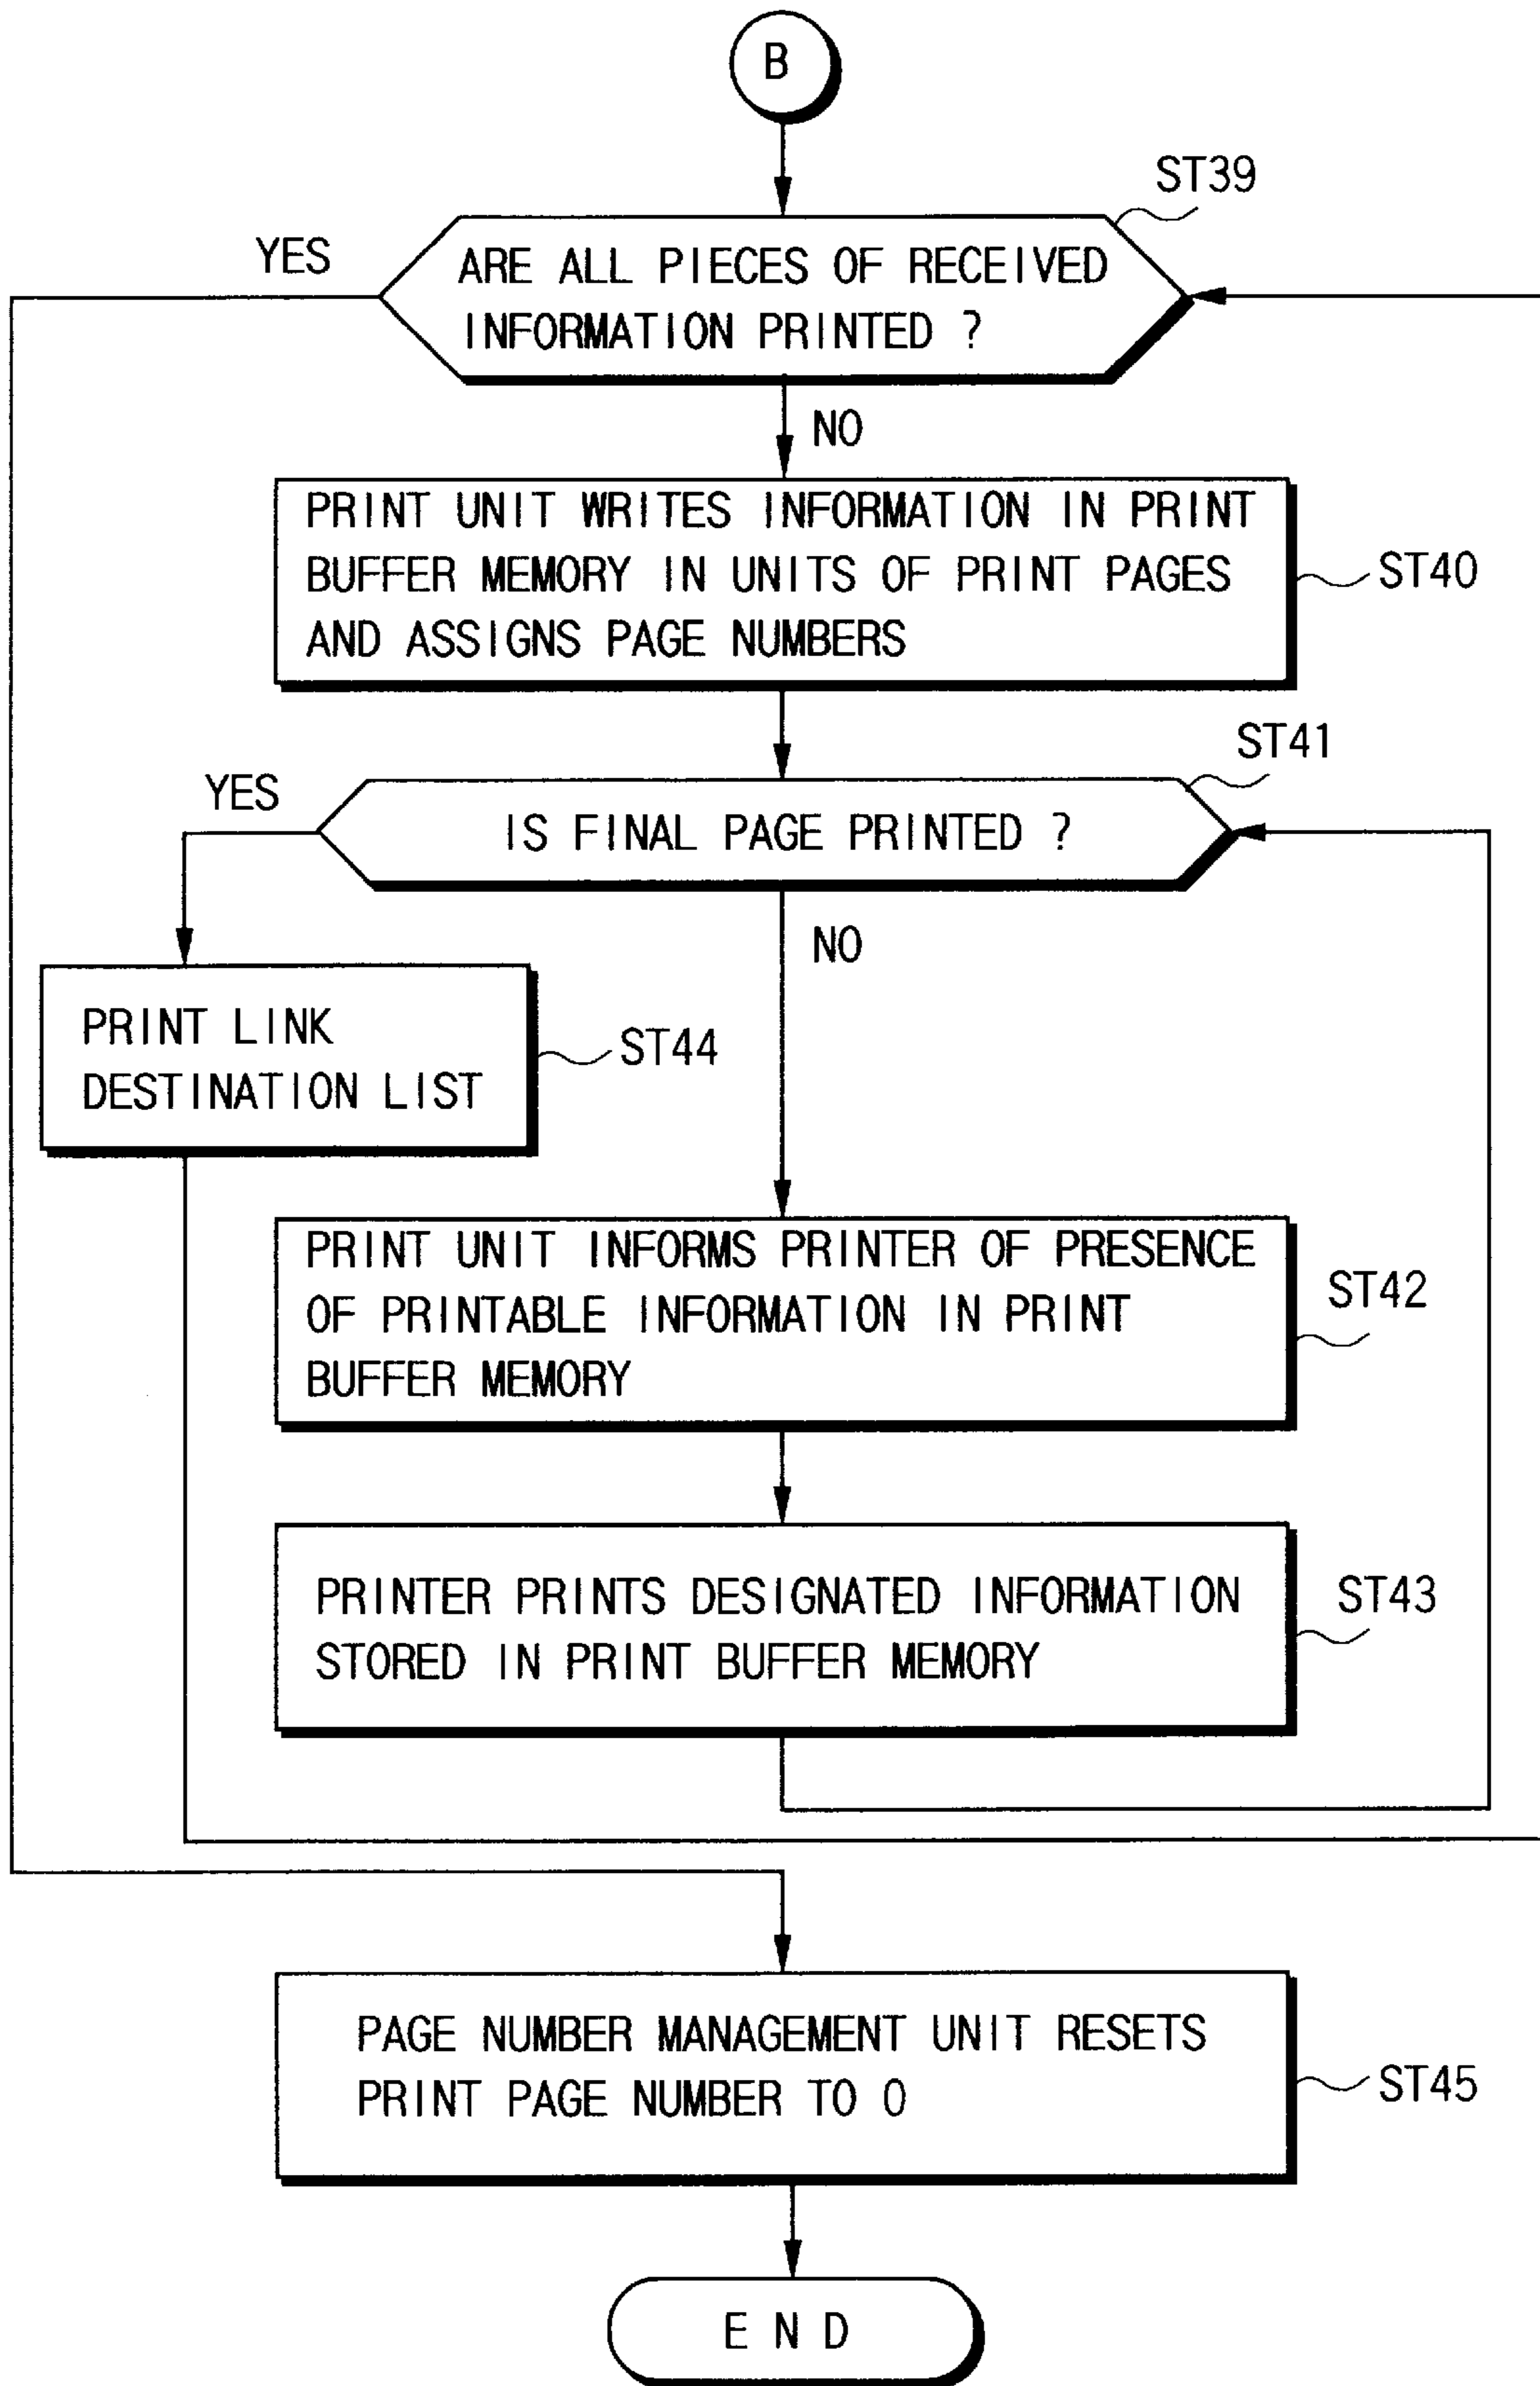 B
ST39
YES
ARE ALL PIECES OF RECEIVED
INFORMATION PRINTED ?
NO
PRINT UNIT WRITES INFORMATION IN PRINT
BUFFER MEMORY IN UNITS OF PRINT PAGES
AND ASSIGNS PAGE NUMBERS
ST40
ST41
YES
IS FINAL PAGE PRINTED ?
NO
PRINT LINK
DESTINATION LIST
ST44
PRINT UNIT INFORMS PRINTER OF PRESENCE
OF PRINTABLE INFORMATION IN PRINT
BUFFER MEMORY
ST42
PRINTER PRINTS DESIGNATED INFORMATION
STORED IN PRINT BUFFER MEMORY
ST43
PAGE NUMBER MANAGEMENT UNIT RESETS
PRINT PAGE NUMBER TO 0
ST45
END